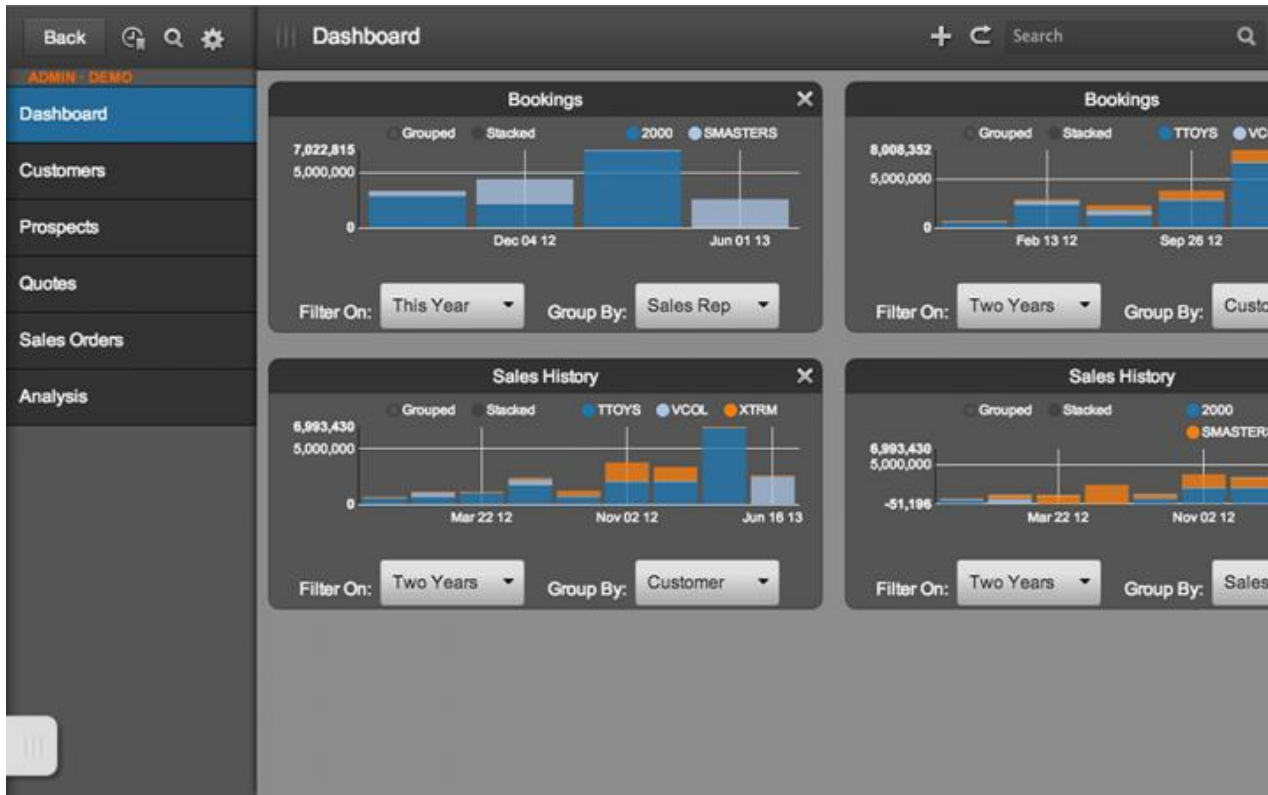 Back
Dashboard
Search
ADMIN - DEMO
Dashboard
Customers
Prospects
Quotes
Sales Orders
Analysis
Bookings
Grouped Stacked 2000 SMASTERS
7,022,815
5,000,000
0
Dec 04 12 Jun 01 13
Filter On: This Year Group By: Sales Rep
Bookings
Grouped Stacked TTOYS VC
8,008,352
5,000,000
0
Feb 13 12 Sep 26 12
Filter On: Two Years Group By: Custo
Sales History
Grouped Stacked TTOYS VCOL XTRM
6,993,430
5,000,000
0
Mar 22 12 Nov 02 12 Jun 16 13
Filter On: Two Years Group By: Customer
Sales History
Grouped Stacked 2000
SMASTERS
6,993,430
5,000,000
-51,196
Mar 22 12 Nov 02 12
Filter On: Two Years Group By: Sales